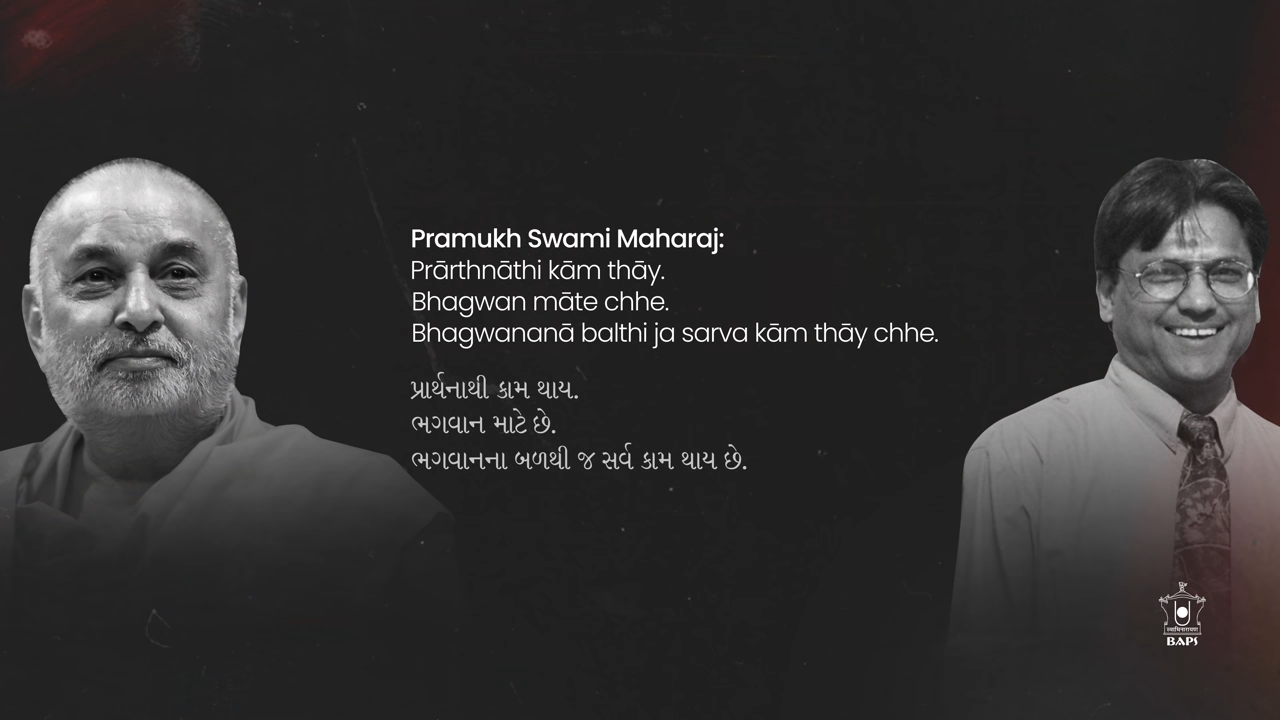 Pramukh Swami Maharaj:
Prārthnāthi kām thāy.
Bhagwan māte chhe.
Bhagwananā balthi ja sarva kām thāy chhe.
પ્રાર્થનાથી કામ થાય.
ભગવાન માટે છે.
ભગવાનના બળથી જ સર્વ કામ થાય છે.
स्वामिनारायण
BAPS